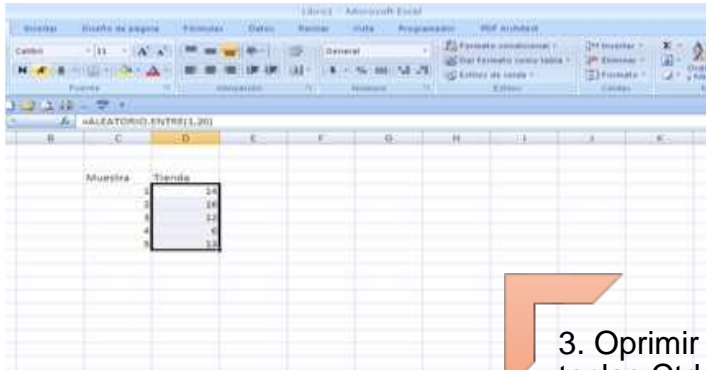 Libro1 - Microsoft Excel
Insertar Diseño de página Fórmulas Datos Revisar Vista Programador PDF Architect
Calibri 11 General Formato condicional Insertar
Dar formato como tabla Eliminar
N Estilos de celda Formato
Fuente Alineación Número Estilos Celdas
=ALEATORIO.ENTRE(1,20)
B C D E F G H I J K
Muestra Tienda
1 14
2 16
3 12
4 6
5 13
3. Oprimir